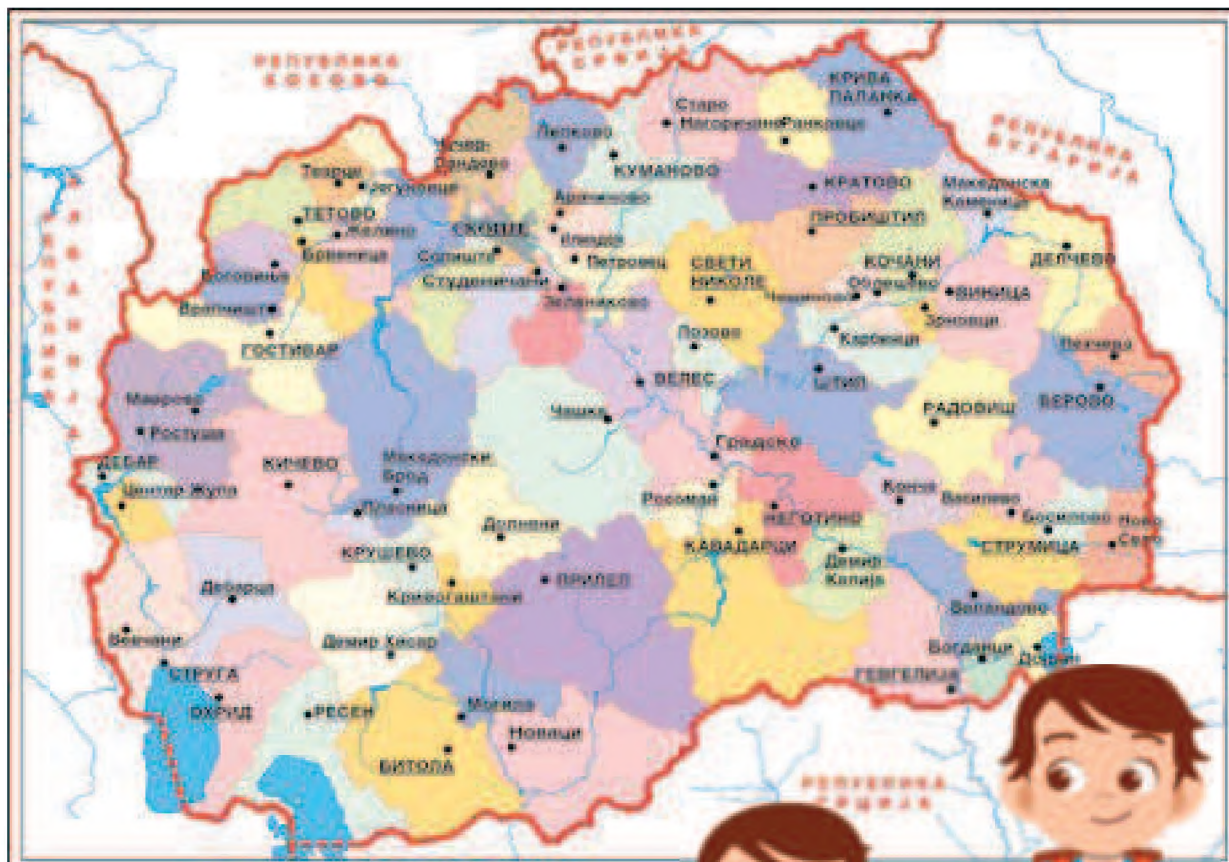 РЕПУБЛИКА
КОСОВО
РЕПУБЛИКА
СРБИЈА
КРИВА
ПАЛАНКА
Старо
Нагоричане
Ранковце
РЕПУБЛИКА
БУГАРИЈА
Липково
КУМАНОВО
КРАТОВО
Македонска
Каменица
Теарце
Јегуновце
Арачиново
ПРОБИШТИП
ТЕТОВО
Желино
СКОПЈЕ
Илинден
Брвеница
Сопиште
Петровец
СВЕТИ
НИКОЛЕ
КОЧАНИ
ДЕЛЧЕВО
Боговиње
Студеничани
Зелениково
Чешиново
Облешево
ВИНИЦА
Врапчиште
Зрновци
ГОСТИВАР
Лозово
Карбинци
Пехчево
ВЕЛЕС
ШТИП
БЕРОВО
Маврово
Ростуша
Чашка
РАДОВИШ
ДЕБАР
КИЧЕВО
Македонски
Брод
Градско
Центар Жупа
Росоман
Конче
Василево
Пласница
Долнени
НЕГОТИНО
Босилово
Ново
Село
КРУШЕВО
КАВАДАРЦИ
СТРУМИЦА
Демир
Капија
Дебарца
Кривогаштани
ПРИЛЕП
Валандово
Вевчани
Демир Хисар
Богданци
Дојран
СТРУГА
ГЕВГЕЛИЈА
ОХРИД
РЕСЕН
Могила
Новаци
БИТОЛА
РЕПУБЛИКА
ГРЦИЈА